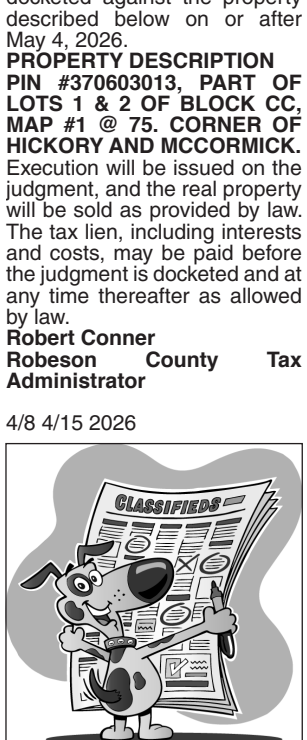 docketed against the property
described below on or after
May 4, 2026.
PROPERTY DESCRIPTION
PIN #370603013, PART OF
LOTS 1 & 2 OF BLOCK CC,
MAP #1 @ 75. CORNER OF
HICKORY AND MCCORMICK.
Execution will be issued on the
judgment, and the real property
will be sold as provided by law.
The tax lien, including interests
and costs, may be paid before
the judgment is docketed and at
any time thereafter as allowed
by law.
Robert Conner
Robeson County Tax
Administrator
4/8 4/15 2026
CLASSIFIEDS